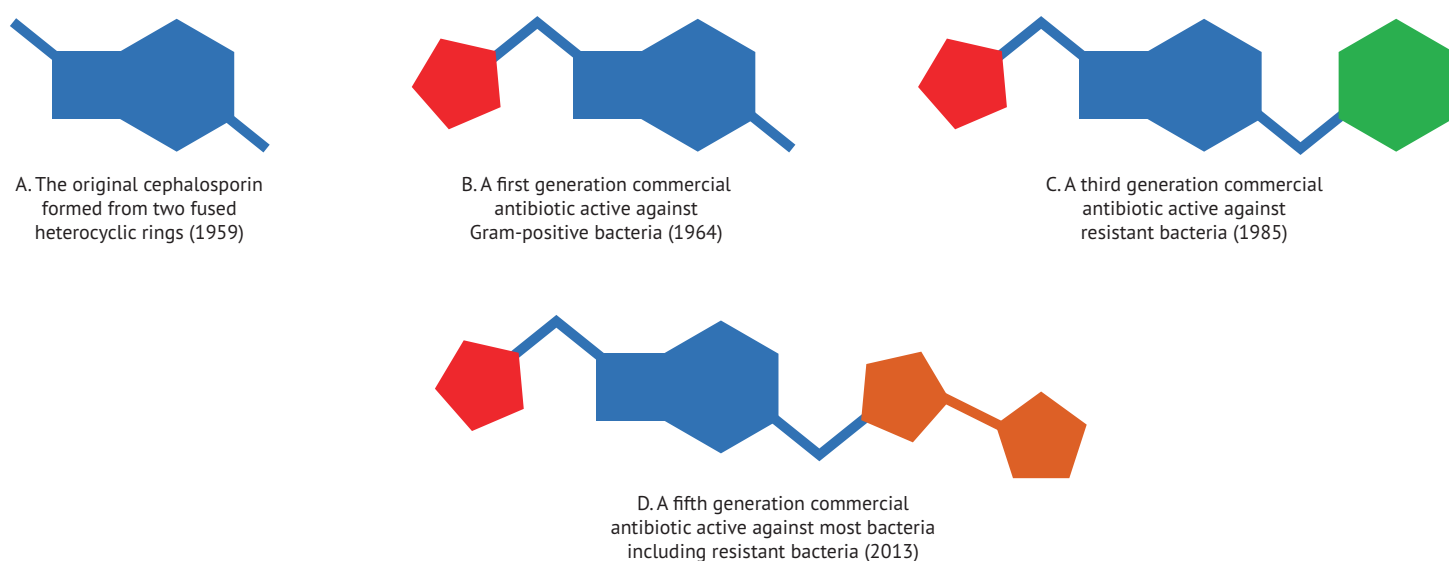 A. The original cephalosporin
formed from two fused
heterocyclic rings (1959)
B. A first generation commercial
antibiotic active against
Gram-positive bacteria (1964)
C. A third generation commercial
antibiotic active against
resistant bacteria (1985)
D. A fifth generation commercial
antibiotic active against most bacteria
including resistant bacteria (2013)